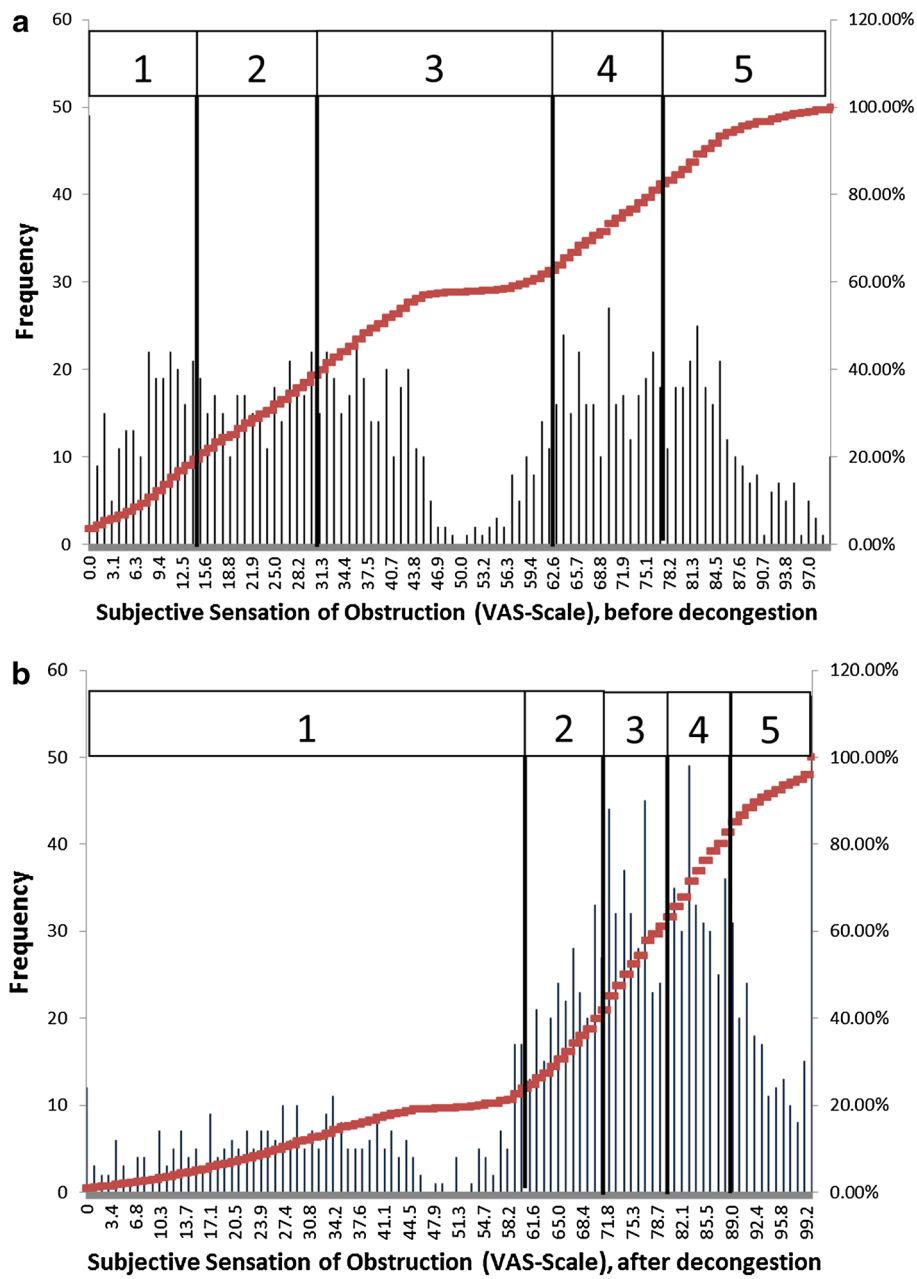 a
60 120.00%
1 2 3 4 5
50 100.00%
40 80.00%
30 60.00%
20 40.00%
10 20.00%
0 0.00%
Frequency
0.0 3.1 6.3 9.4 12.5 15.6 18.8 21.9 25.0 28.2 31.3 34.4 37.5 40.7 43.8 46.9 50.0 53.2 56.3 59.4 62.6 65.7 68.8 71.9 75.1 78.2 81.3 84.5 87.6 90.7 93.8 97.0
Subjective Sensation of Obstruction (VAS-Scale), before decongestion
b
60 120.00%
1 2 3 4 5
50 100.00%
40 80.00%
30 60.00%
20 40.00%
10 20.00%
0 0.00%
Frequency
0 3.4 6.8 10.3 13.7 17.1 20.5 23.9 27.4 30.8 34.2 37.6 41.1 44.5 47.9 51.3 54.7 58.2 61.6 65.0 68.4 71.8 75.3 78.7 82.1 85.5 89.0 92.4 95.8 99.2
Subjective Sensation of Obstruction (VAS-Scale), after decongestion